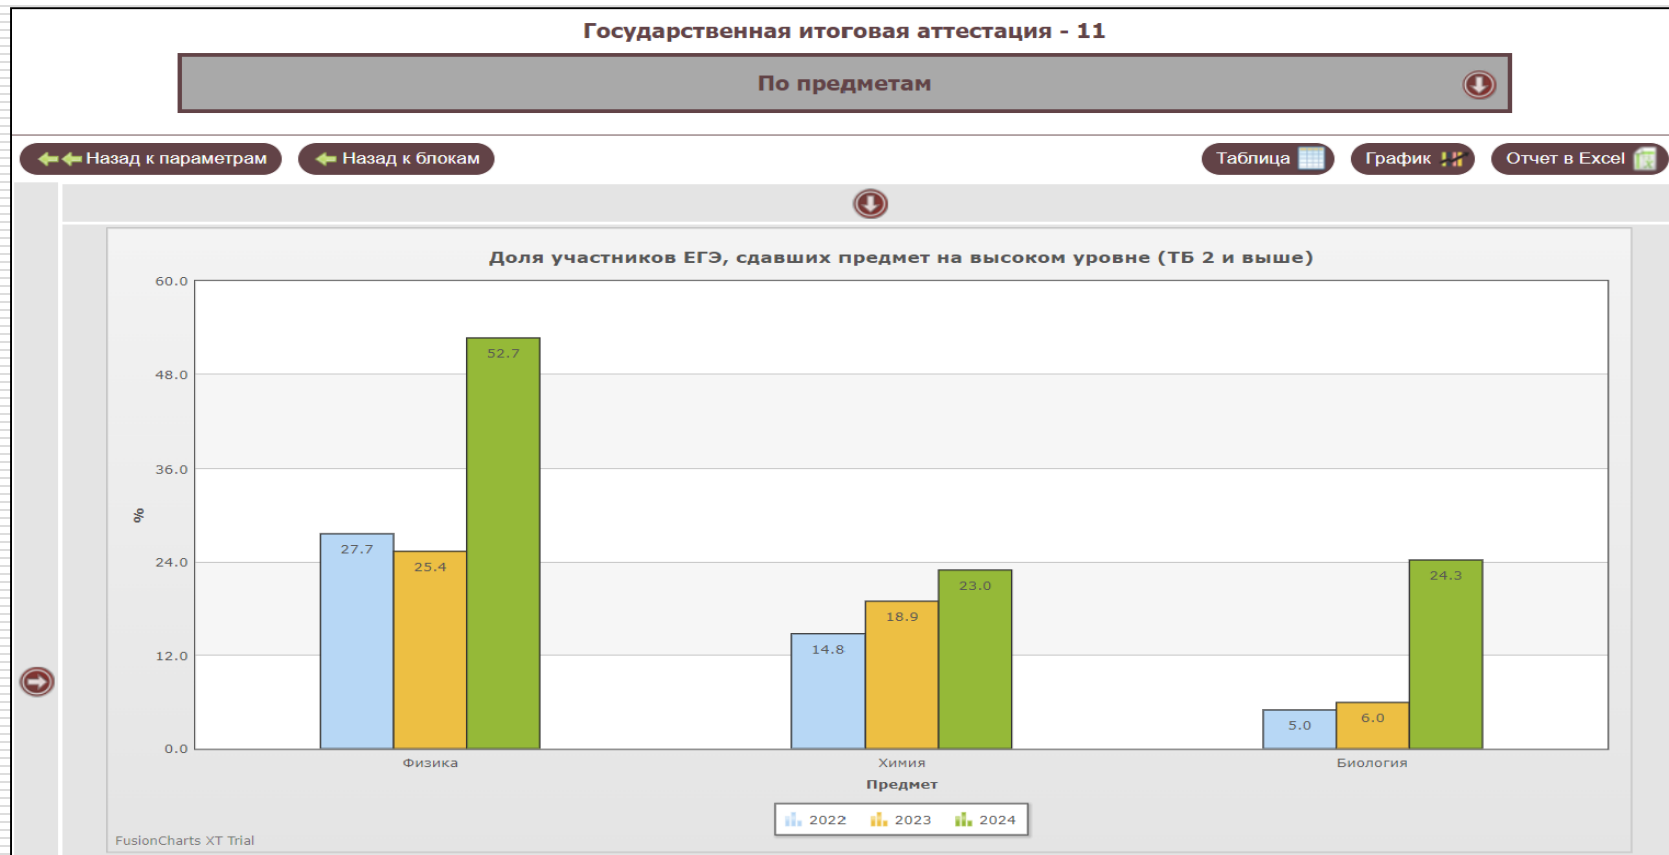 Государственная итоговая аттестация - 11
По предметам
Назад к параметрам
Назад к блокам
Таблица
График
Отчет в Excel
Доля участников ЕГЭ, сдавших предмет на высоком уровне (ТБ 2 и выше)
60.0
48.0
36.0
24.0
12.0
0.0
%
27.7
25.4
52.7
14.8
18.9
23.0
5.0
6.0
24.3
Физика
Химия
Биология
Предмет
2022
2023
2024
FusionCharts XT Trial